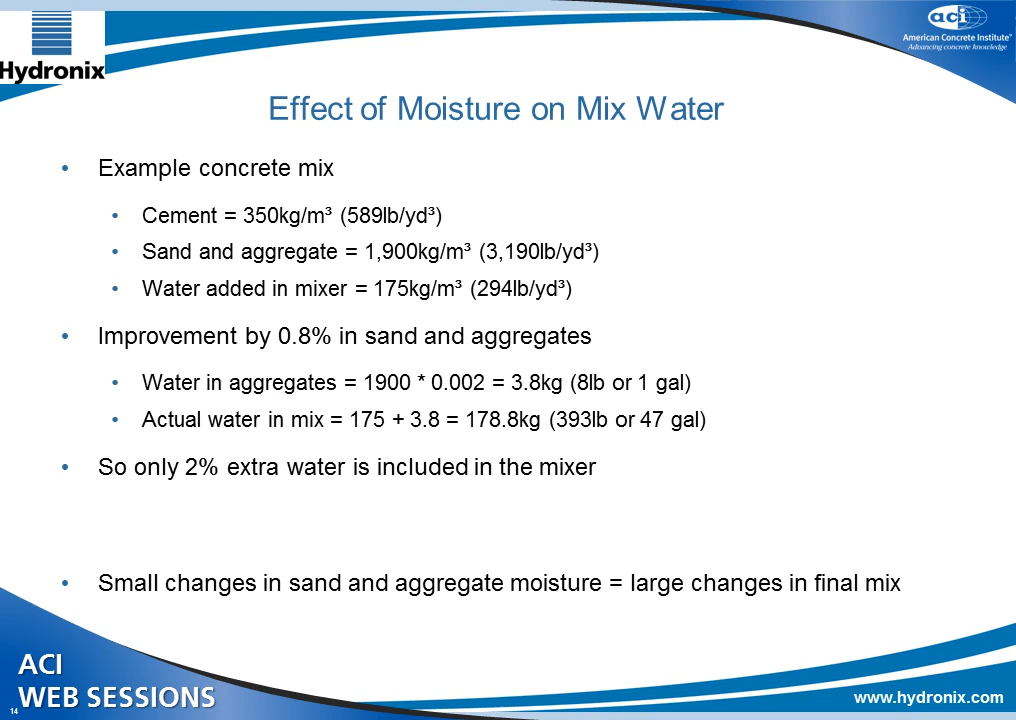 Hydronix
aci
American Concrete Institute®
Advancing concrete knowledge
Effect of Moisture on Mix Water
• Example concrete mix
• Cement = 350kg/m³ (589lb/yd³)
• Sand and aggregate = 1,900kg/m³ (3,190lb/yd³)
• Water added in mixer = 175kg/m³ (294lb/yd³)
• Improvement by 0.8% in sand and aggregates
• Water in aggregates = 1900 * 0.002 = 3.8kg (8lb or 1 gal)
• Actual water in mix = 175 + 3.8 = 178.8kg (393lb or 47 gal)
• So only 2% extra water is included in the mixer
• Small changes in sand and aggregate moisture = large changes in final mix
ACI
WEB SESSIONS
14
www.hydronix.com